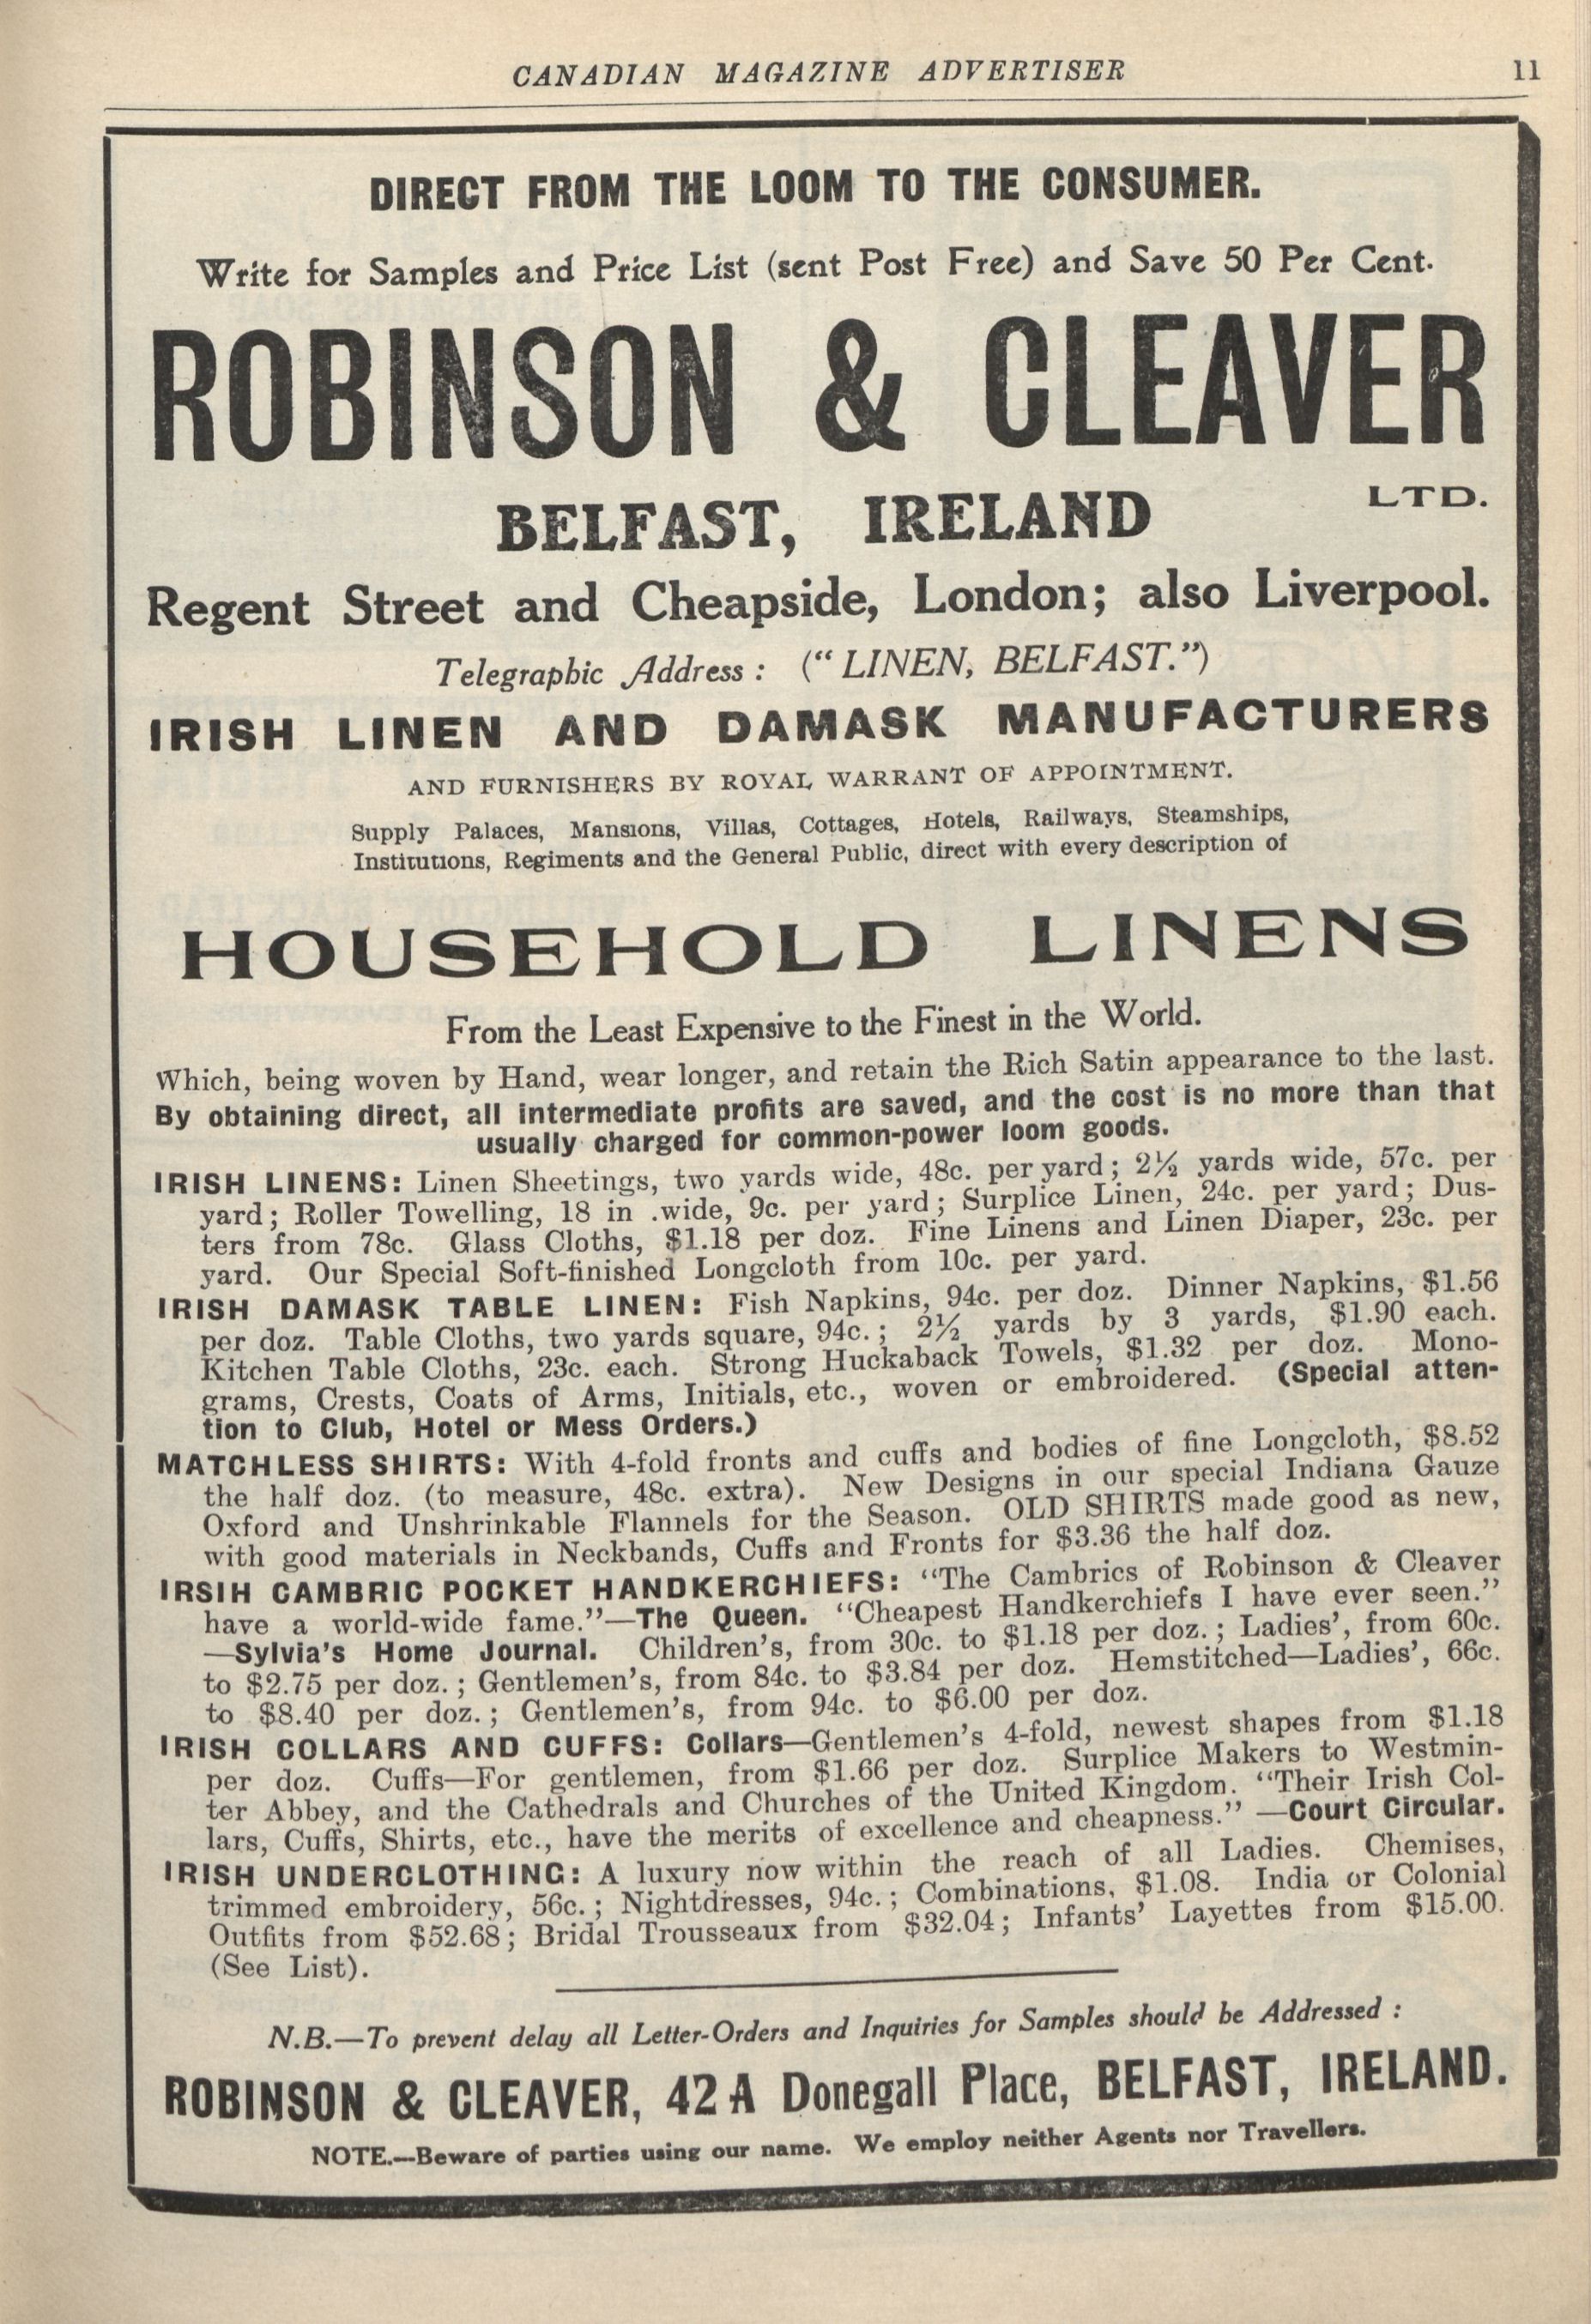 CANADIAN MAGAZINE ADVERTISER 11
DIRECT FROM THE LOOM TO THE CONSUMER.
Write for Samples and Price List (sent Post Free) and Save 50 Per Cent.
ROBINSON & CLEAVER
LTD.
BELFAST, IRELAND
Regent Street and Cheapside, London; also Liverpool.
Telegraphic Address: ("LINEN, BELFAST.")
IRISH LINEN AND DAMASK MANUFACTURERS
AND FURNISHERS BY ROYAL WARRANT OF APPOINTMENT.
Supply Palaces, Mansions, Villas, Cottages, Hotels, Railways, Steamships,
Institutions, Regiments and the General Public, direct with every description of
HOUSEHOLD LINENS
From the Least Expensive to the Finest in the World.
Which, being woven by Hand, wear longer, and retain the Rich Satin appearance to the last.
By obtaining direct, all intermediate profits are saved, and the cost is no more than that
usually charged for common-power loom goods.
IRISH LINENS: Linen Sheetings, two yards wide, 48c. per yard; 2½ yards wide, 57c. per
yard; Roller Towelling, 18 in .wide, 9c. per yard; Surplice Linen, 24c. per yard; Dus-
ters from 78c. Glass Cloths, $1.18 per doz. Fine Linens and Linen Diaper, 23c. per
yard. Our Special Soft-finished Longcloth from 10c. per yard.
IRISH DAMASK TABLE LINEN: Fish Napkins, 94c. per doz. Dinner Napkins, $1.56
per doz. Table Cloths, two yards square, 94c.; 2½ yards by 3 yards, $1.90 each.
Kitchen Table Cloths, 23c. each. Strong Huckaback Towels, $1.32 per doz. Mono-
grams, Crests, Coats of Arms, Initials, etc., woven or embroidered. (Special atten-
tion to Club, Hotel or Mess Orders.)
MATCHLESS SHIRTS: With 4-fold fronts and cuffs and bodies of fine Longcloth, $8.52
the half doz. (to measure, 48c. extra). New Designs in our special Indiana Gauze
Oxford and Unshrinkable Flannels for the Season. OLD SHIRTS made good as new,
with good materials in Neckbands, Cuffs and Fronts for $3.36 the half doz.
IRSIH CAMBRIC POCKET HANDKERCHIEFS: "The Cambrics of Robinson & Cleaver
have a world-wide fame."—The Queen. "Cheapest Handkerchiefs I have ever seen."
—Sylvia's Home Journal. Children's, from 30c. to $1.18 per doz.; Ladies', from 60c.
to $2.75 per doz.; Gentlemen's, from 84c. to $3.84 per doz. Hemstitched—Ladies', 66c.
to $8.40 per doz.; Gentlemen's, from 94c. to $6.00 per doz.
IRISH COLLARS AND CUFFS: Collars—Gentlemen's 4-fold, newest shapes from $1.18
per doz. Cuffs—For gentlemen, from $1.66 per doz. Surplice Makers to Westmin-
ter Abbey, and the Cathedrals and Churches of the United Kingdom. "Their Irish Col-
lars, Cuffs, Shirts, etc., have the merits of excellence and cheapness." —Court Circular.
IRISH UNDERCLOTHING: A luxury now within the reach of all Ladies. Chemises,
trimmed embroidery, 56c.; Nightdresses, 94c.; Combinations, $1.08. India or Colonial
Outfits from $52.68; Bridal Trousseaux from $32.04; Infants' Layettes from $15.00.
(See List).
N.B.—To prevent delay all Letter-Orders and Inquiries for Samples should be Addressed:
ROBINSON & CLEAVER, 42 A Donegall Place, BELFAST, IRELAND.
NOTE.—Beware of parties using our name. We employ neither Agents nor Travellers.